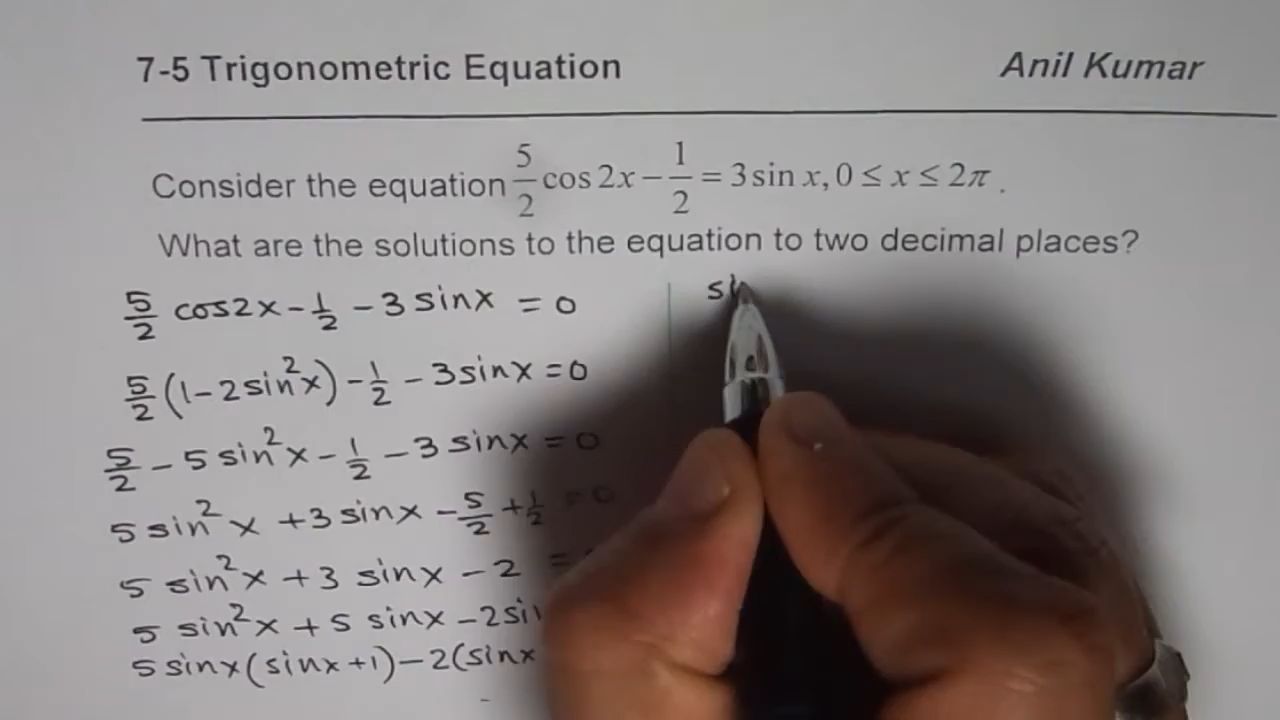 7-5 Trigonometric Equation Anil Kumar
Consider the equation 5/2 cos 2x − 1/2 = 3 sin x, 0 ≤ x ≤ 2π .
What are the solutions to the equation to two decimal places?
5/2 cos2x - 1/2 - 3 sinx = 0
5/2 (1-2sin²x) - 1/2 - 3sinx = 0
5/2 - 5 sin²x - 1/2 - 3 sinx = 0
5 sin²x + 3 sinx - 5/2 + 1/2 = 0
5 sin²x + 3 sinx - 2 =
5 sin²x + 5 sinx - 2si
5 sinx (sinx+1) - 2(sinx